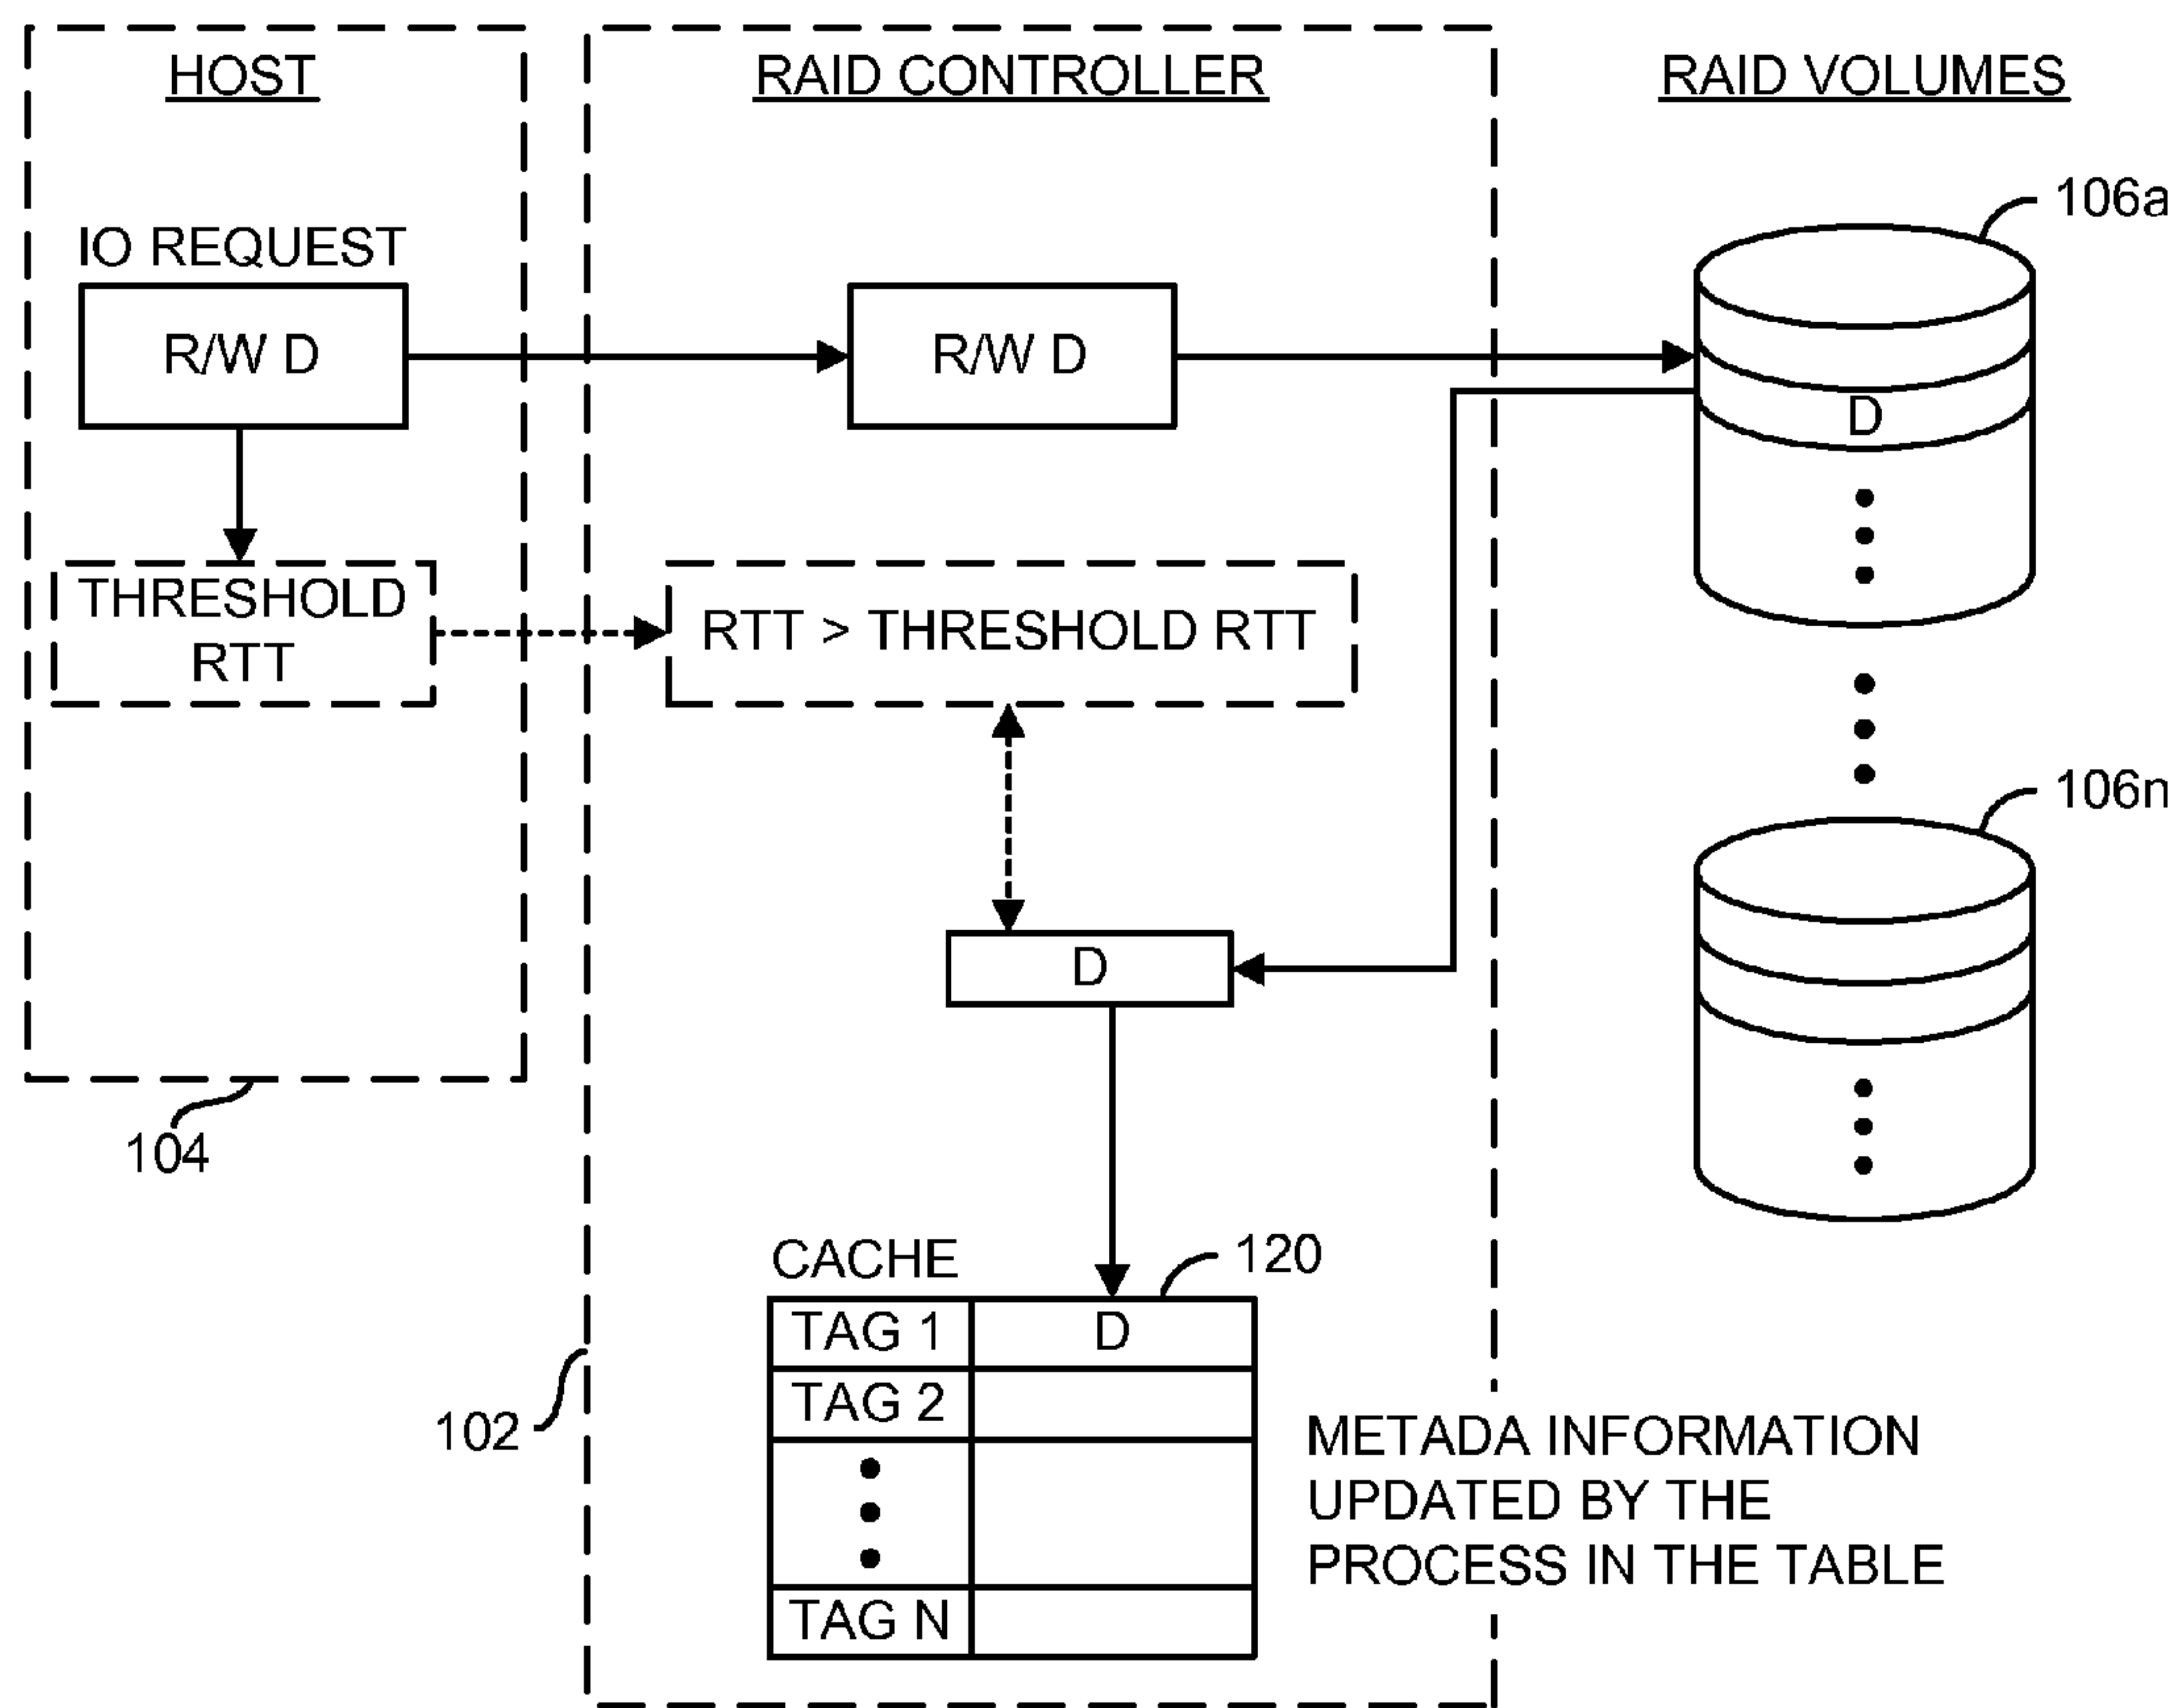 HOST
RAID CONTROLLER
RAID VOLUMES
106a
IO REQUEST
R/W D
R/W D
D
THRESHOLD
RTT
RTT > THRESHOLD RTT
106n
D
104
CACHE
120
TAG 1
D
TAG 2
102
TAG N
METADA INFORMATION
UPDATED BY THE
PROCESS IN THE TABLE